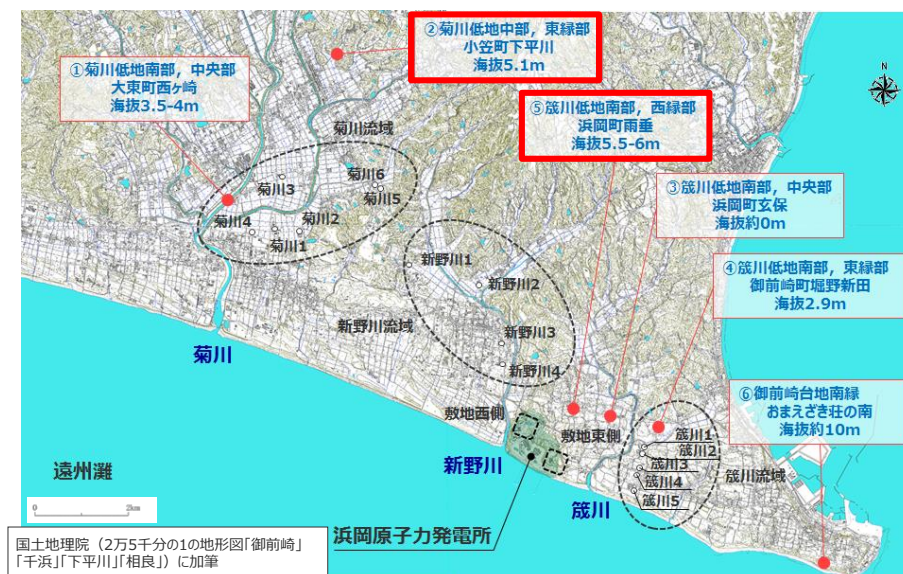 ②菊川低地中部，東縁部
小笠町下平川
海抜5.1m
①菊川低地南部，中央部
大東町西ヶ崎
海抜3.5-4m
N
⑤筬川低地南部，西縁部
浜岡町雨垂
海抜5.5-6m
菊川流域
菊川6
菊川3
菊川5
菊川4
菊川2
菊川1
③筬川低地南部，中央部
浜岡町玄保
海抜約0m
新野川1
新野川2
④筬川低地南部，東縁部
御前崎町堀野新田
海抜2.9m
新野川流域
新野川3
新野川4
菊川
⑥御前崎台地南縁
おまえざき荘の南
海抜約10m
敷地西側
敷地東側
筬川1
筬川2
筬川3
筬川4
筬川5
筬川流域
新野川
遠州灘
筬川
0 2km
浜岡原子力発電所
国土地理院（2万5千分の1の地形図「御前崎」
「千浜」「下平川」「相良」）に加筆